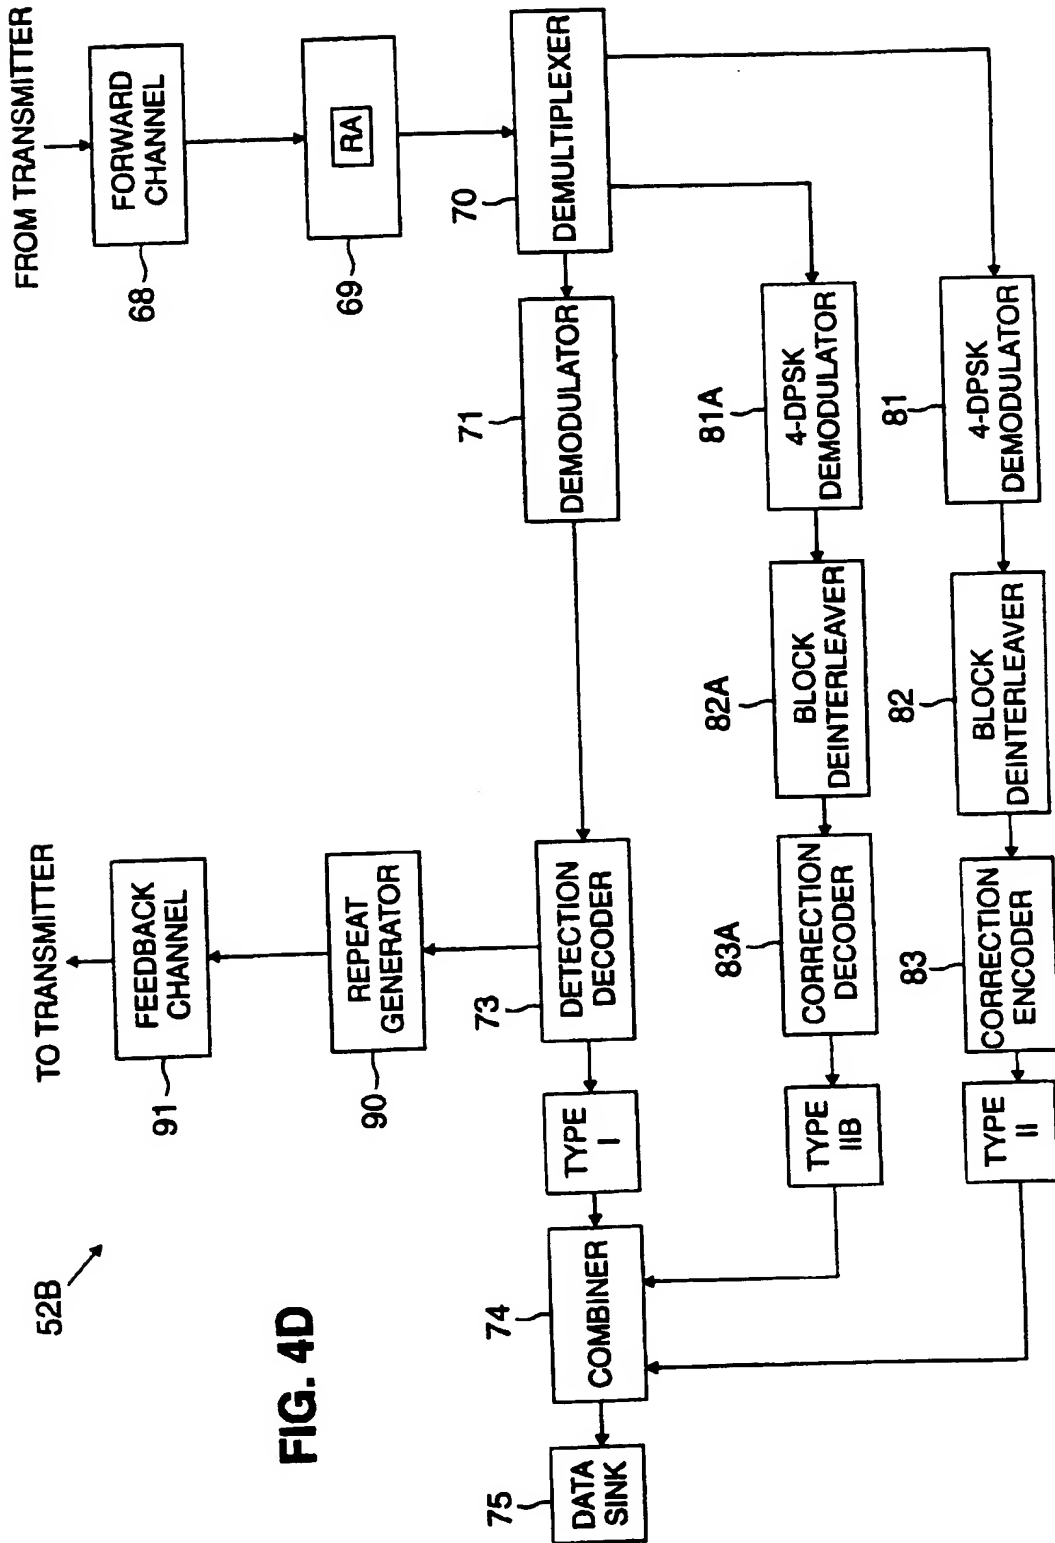 FROM TRANSMITTER
FORWARD
CHANNEL
68
RA
69
70
DEMULTIPLEXER
TO TRANSMITTER
FEEDBACK
CHANNEL
91
REPEAT
GENERATOR
90
71
DEMODULATOR
73
DETECTION
DECODER
TYPE
I
74
COMBINER
75
DATA
SINK
81A
4-DPSK
DEMODULATOR
82A
BLOCK
DEINTERLEAVER
83A
CORRECTION
DECODER
TYPE
IIB
81
4-DPSK
DEMODULATOR
82
BLOCK
DEINTERLEAVER
83
CORRECTION
ENCODER
TYPE
II
52B
FIG. 4D